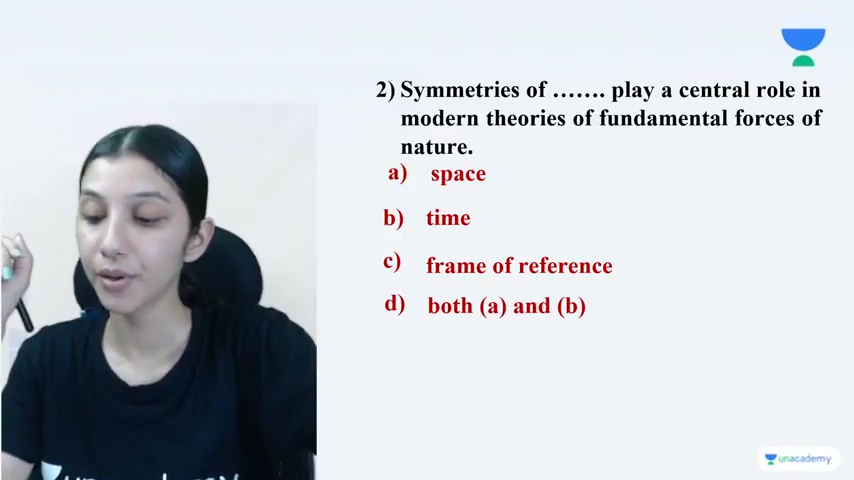 2) Symmetries of ....... play a central role in
modern theories of fundamental forces of
nature.
a) space
b) time
c) frame of reference
d) both (a) and (b)
unacademy
unacademy